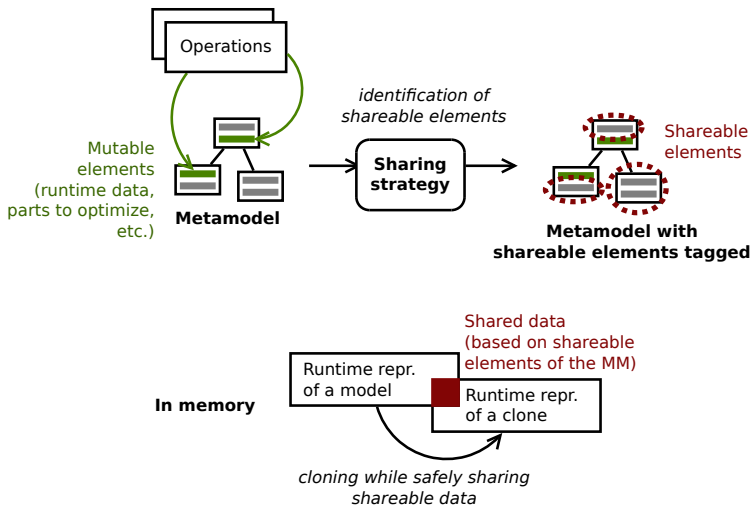 Operations
identification of
shareable elements
Mutable
elements
(runtime data,
parts to optimize,
etc.)
Metamodel
Sharing
strategy
Shareable
elements
Metamodel with
shareable elements tagged
Shared data
(based on shareable
elements of the MM)
Runtime repr.
of a model
Runtime repr.
of a clone
In memory
cloning while safely sharing
shareable data